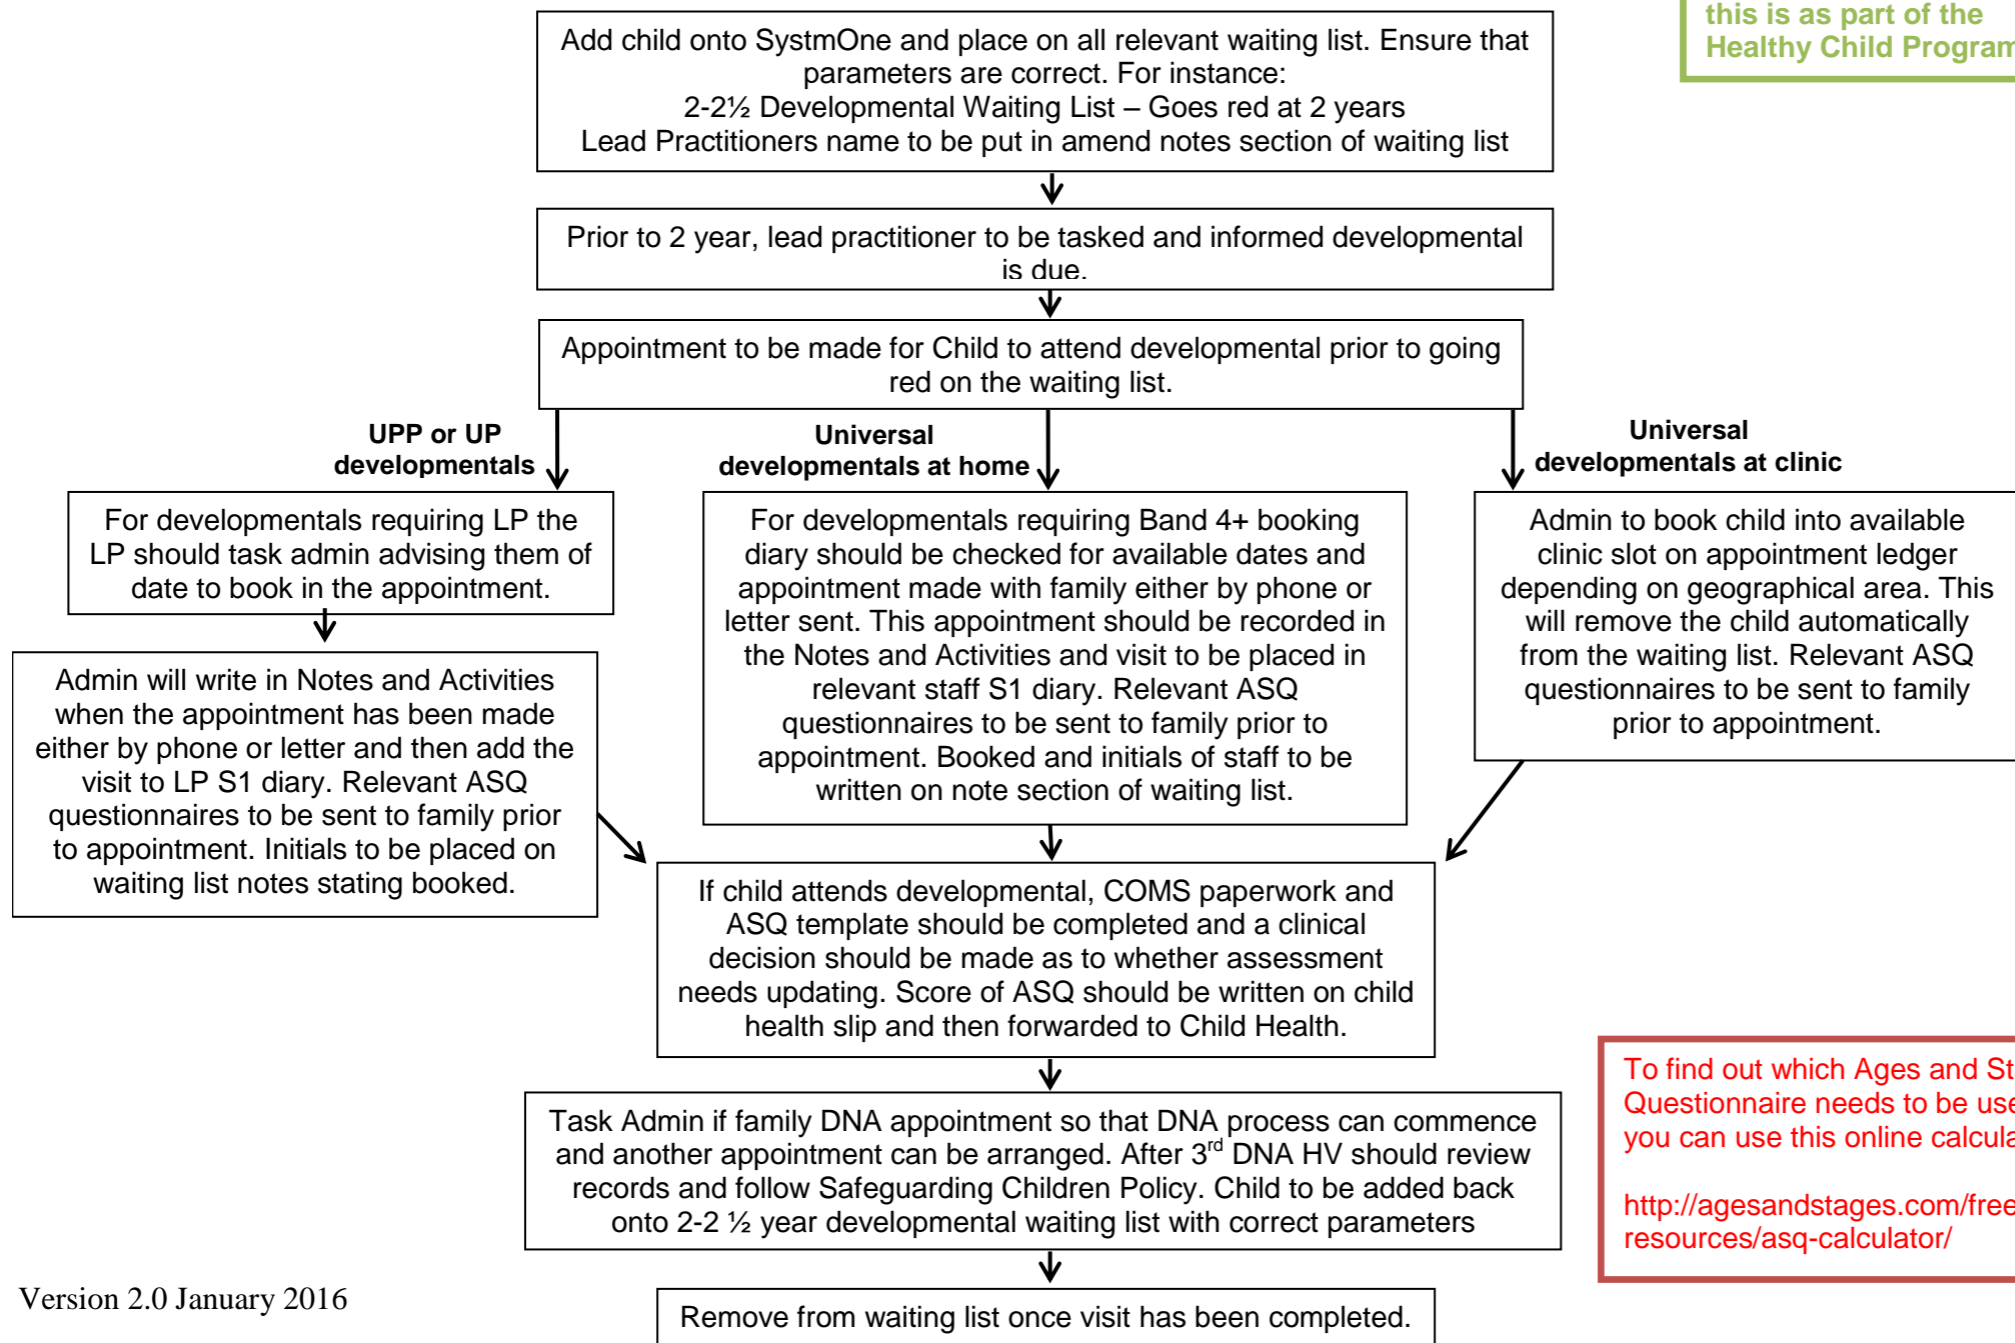 this is as part of the
Healthy Child Program
Add child onto SystmOne and place on all relevant waiting list. Ensure that
parameters are correct. For instance:
2-2½ Developmental Waiting List – Goes red at 2 years
Lead Practitioners name to be put in amend notes section of waiting list
Prior to 2 year, lead practitioner to be tasked and informed developmental
is due.
Appointment to be made for Child to attend developmental prior to going
red on the waiting list.
UPP or UP
developmentals
Universal
developmentals at home
Universal
developmentals at clinic
For developmentals requiring LP the
LP should task admin advising them of
date to book in the appointment.
Admin will write in Notes and Activities
when the appointment has been made
either by phone or letter and then add the
visit to LP S1 diary. Relevant ASQ
questionnaires to be sent to family prior
to appointment. Initials to be placed on
waiting list notes stating booked.
For developmentals requiring Band 4+ booking
diary should be checked for available dates and
appointment made with family either by phone or
letter sent. This appointment should be recorded in
the Notes and Activities and visit to be placed in
relevant staff S1 diary. Relevant ASQ
questionnaires to be sent to family prior to
appointment. Booked and initials of staff to be
written on note section of waiting list.
Admin to book child into available
clinic slot on appointment ledger
depending on geographical area. This
will remove the child automatically
from the waiting list. Relevant ASQ
questionnaires to be sent to family
prior to appointment.
If child attends developmental, COMS paperwork and
ASQ template should be completed and a clinical
decision should be made as to whether assessment
needs updating. Score of ASQ should be written on child
health slip and then forwarded to Child Health.
Task Admin if family DNA appointment so that DNA process can commence
and another appointment can be arranged. After 3rd DNA HV should review
records and follow Safeguarding Children Policy. Child to be added back
onto 2-2 ½ year developmental waiting list with correct parameters
Remove from waiting list once visit has been completed.
To find out which Ages and St
Questionnaire needs to be use
you can use this online calcula
http://agesandstages.com/free
resources/asq-calculator/
Version 2.0 January 2016